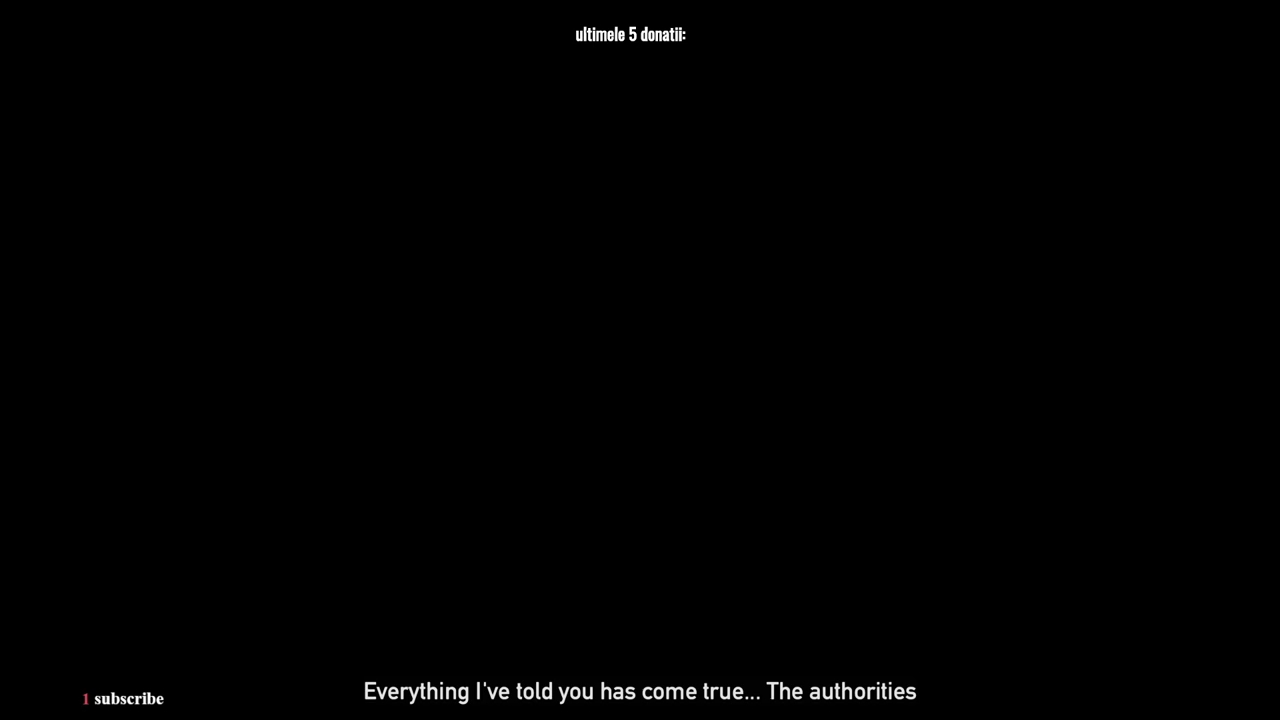 ultimele 5 donatii:
Everything I've told you has come true... The authorities
1 subscribe